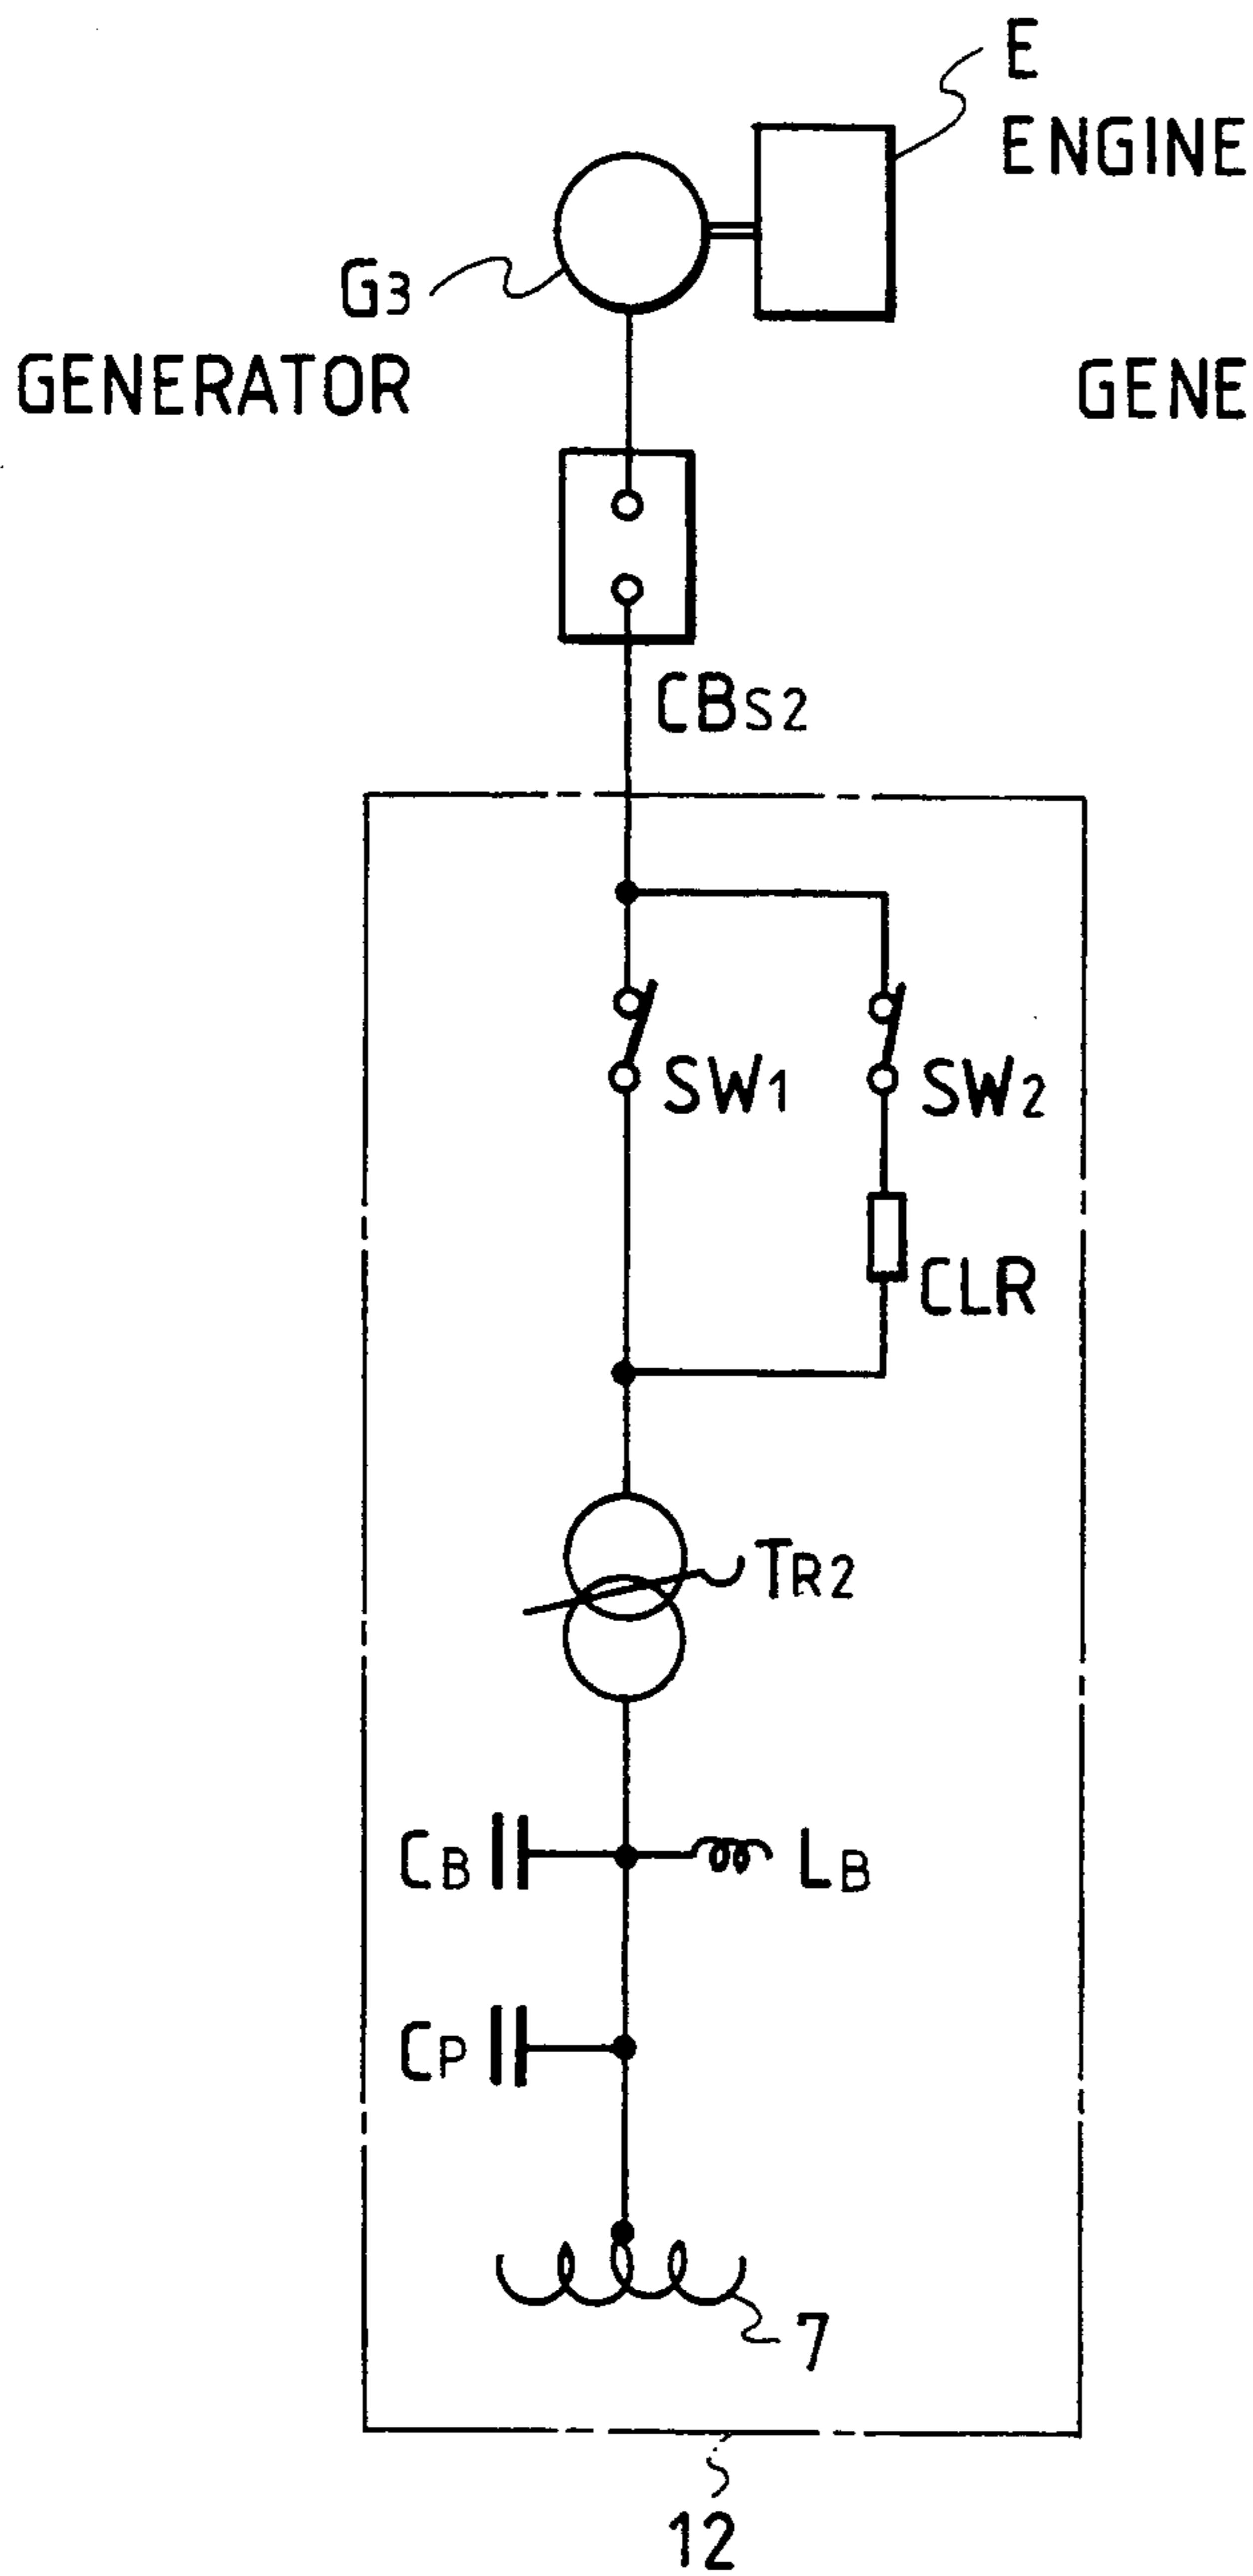 E
ENGINE
G3
GENERATOR
GENE
CBS2
SW1
SW2
CLR
TR2
CB
LB
CP
7
12